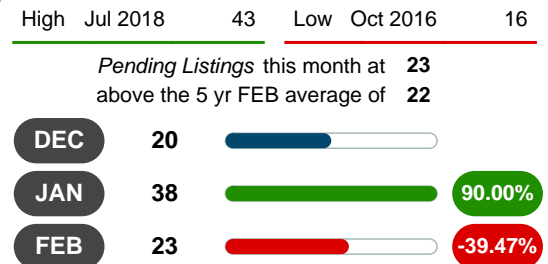 High Jul 2018 43 Low Oct 2016 16
Pending Listings this month at 23
above the 5 yr FEB average of 22
DEC 20
JAN 38 90.00%
FEB 23 -39.47%